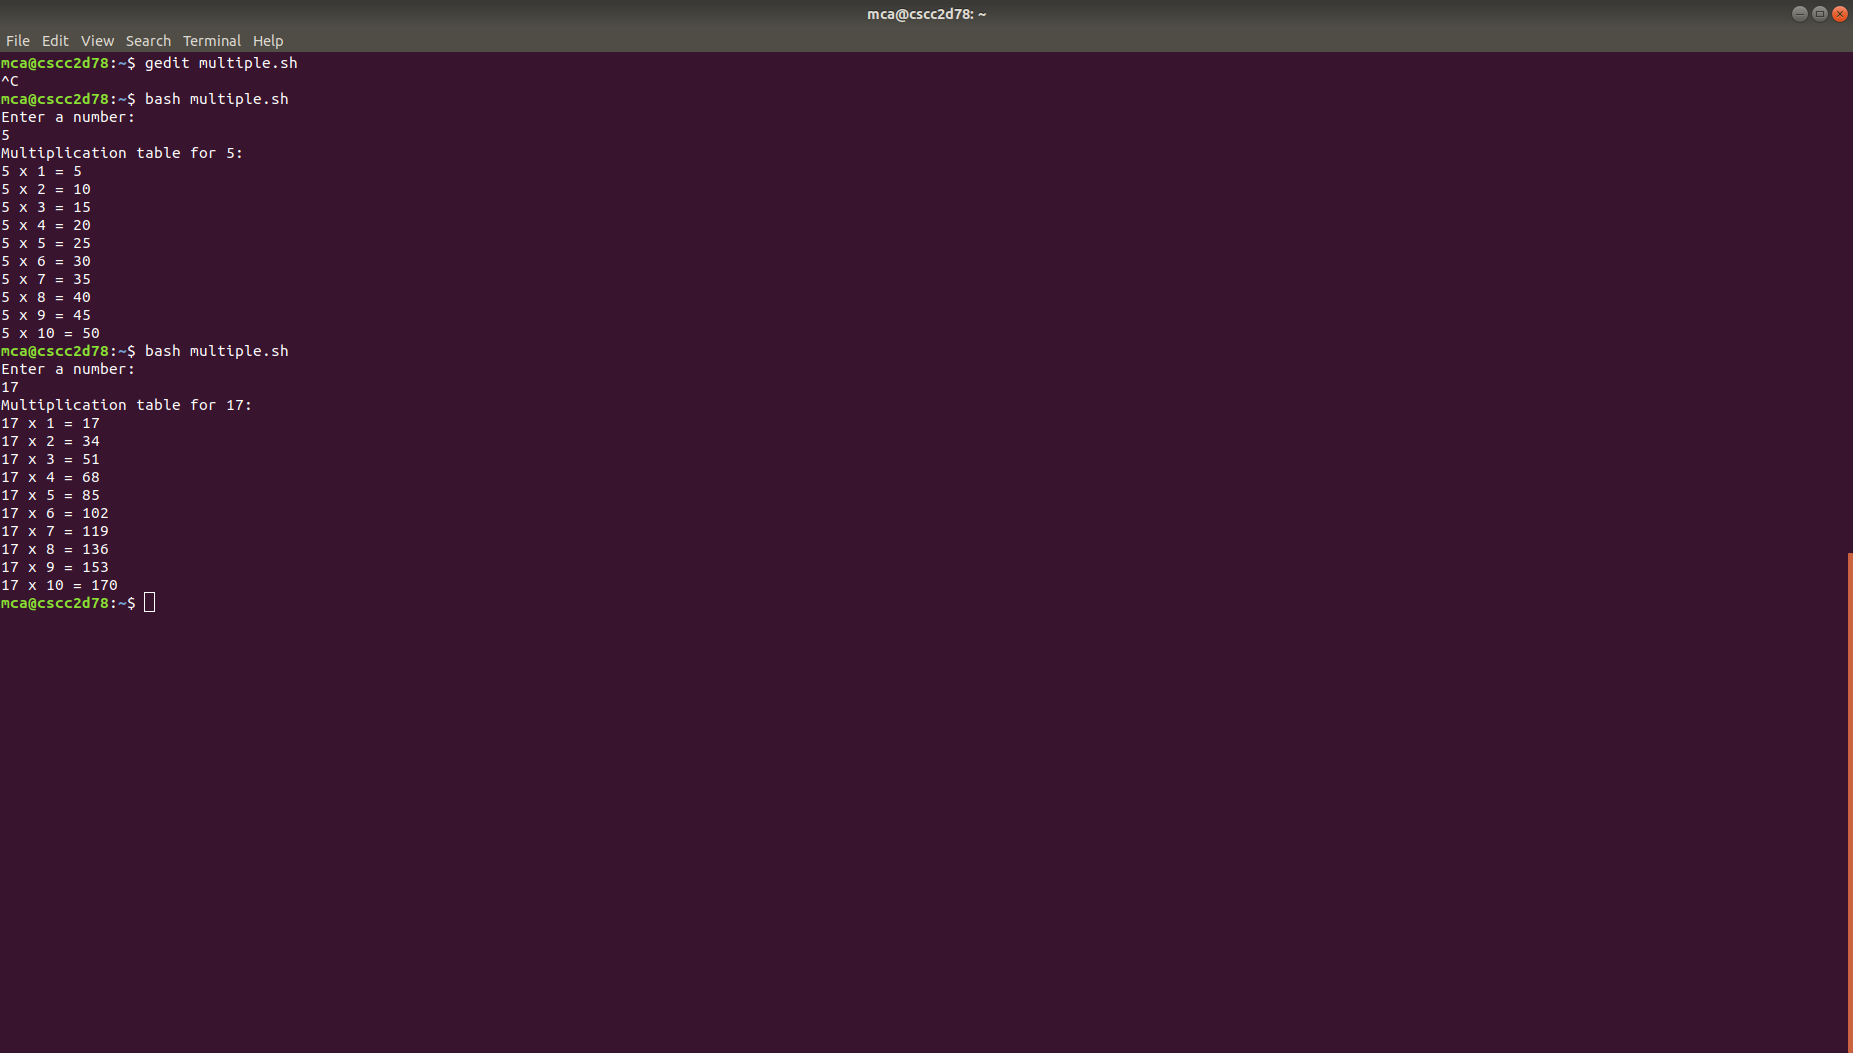 mca@cscc2d78: ~
File Edit View Search Terminal Help
mca@cscc2d78:~$ gedit multiple.sh
^C
mca@cscc2d78:~$ bash multiple.sh
Enter a number:
5
Multiplication table for 5:
5 x 1 = 5
5 x 2 = 10
5 x 3 = 15
5 x 4 = 20
5 x 5 = 25
5 x 6 = 30
5 x 7 = 35
5 x 8 = 40
5 x 9 = 45
5 x 10 = 50
mca@cscc2d78:~$ bash multiple.sh
Enter a number:
17
Multiplication table for 17:
17 x 1 = 17
17 x 2 = 34
17 x 3 = 51
17 x 4 = 68
17 x 5 = 85
17 x 6 = 102
17 x 7 = 119
17 x 8 = 136
17 x 9 = 153
17 x 10 = 170
mca@cscc2d78:~$